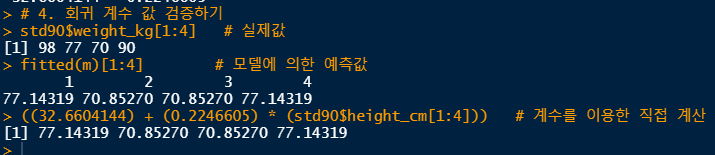 > # 4. 회귀 계수 값 검증하기
> std90$weight_kg[1:4]   # 실제값
[1] 98 77 70 90
> fitted(m)[1:4]         # 모델에 의한 예측값
       1        2        3        4
77.14319 70.85270 70.85270 77.14319
> ((32.6604144) + (0.2246605) * (std90$height_cm[1:4]))   # 계수를 이용한 직접 계산
[1] 77.14319 70.85270 70.85270 77.14319
>